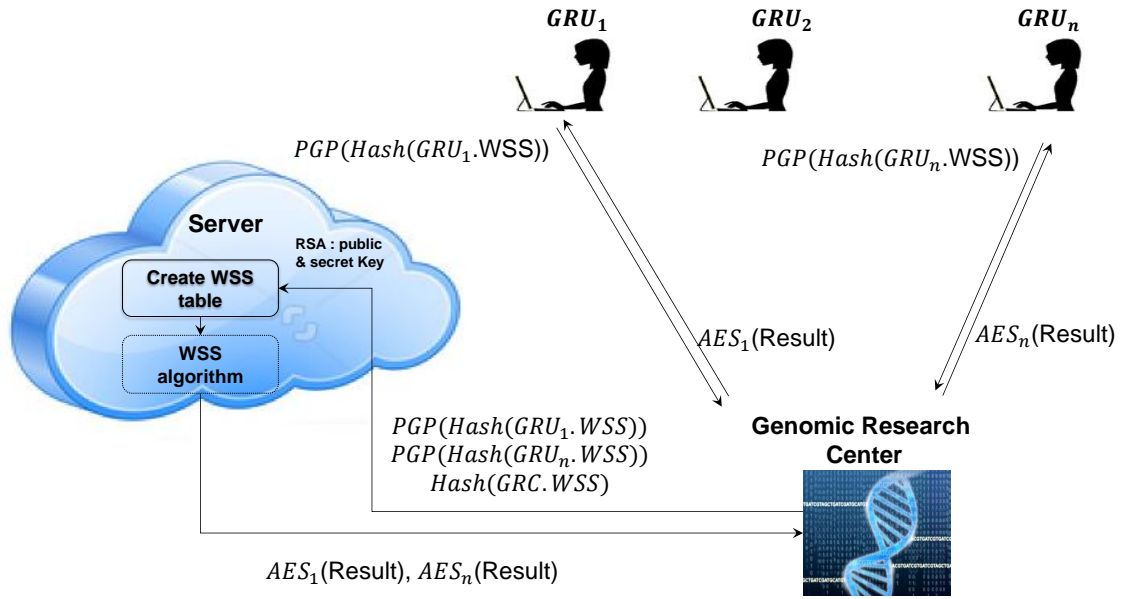 GRU₁
GRU₂
GRUₙ
PGP(Hash(GRU₁.WSS))
PGP(Hash(GRUₙ.WSS))
Server
RSA : public
& secret Key
Create WSS
table
WSS
algorithm
AES₁(Result)
AESₙ(Result)
PGP(Hash(GRU₁.WSS))
PGP(Hash(GRUₙ.WSS))
Hash(GRC.WSS)
Genomic Research
Center
AES₁(Result), AESₙ(Result)